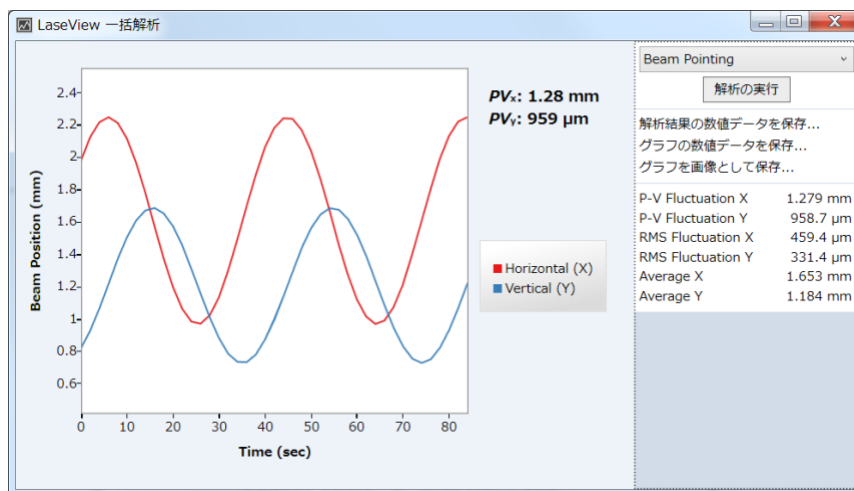 LaseView 一括解析
2.4
2.2
2
1.8
1.6
1.4
1.2
1
0.8
0.6
Beam Position (mm)
0 10 20 30 40 50 60 70 80
Time (sec)
PVx: 1.28 mm
PVy: 959 μm
Horizontal (X)
Vertical (Y)
Beam Pointing
解析の実行
解析結果の数値データを保存...
グラフの数値データを保存...
グラフを画像として保存...
P-V Fluctuation X 1.279 mm
P-V Fluctuation Y 958.7 μm
RMS Fluctuation X 459.4 μm
RMS Fluctuation Y 331.4 μm
Average X 1.653 mm
Average Y 1.184 mm